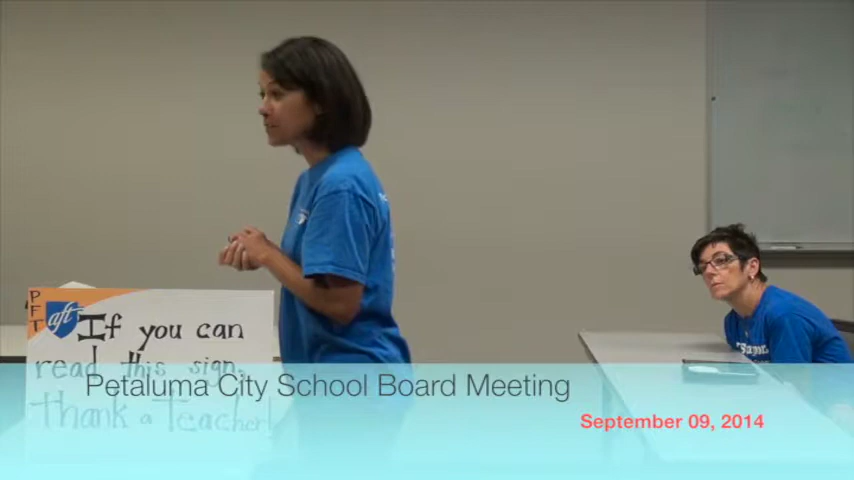 PFT
aft
If you can
read this sign,
thank a Teacher!
Petaluma City School Board Meeting
September 09, 2014